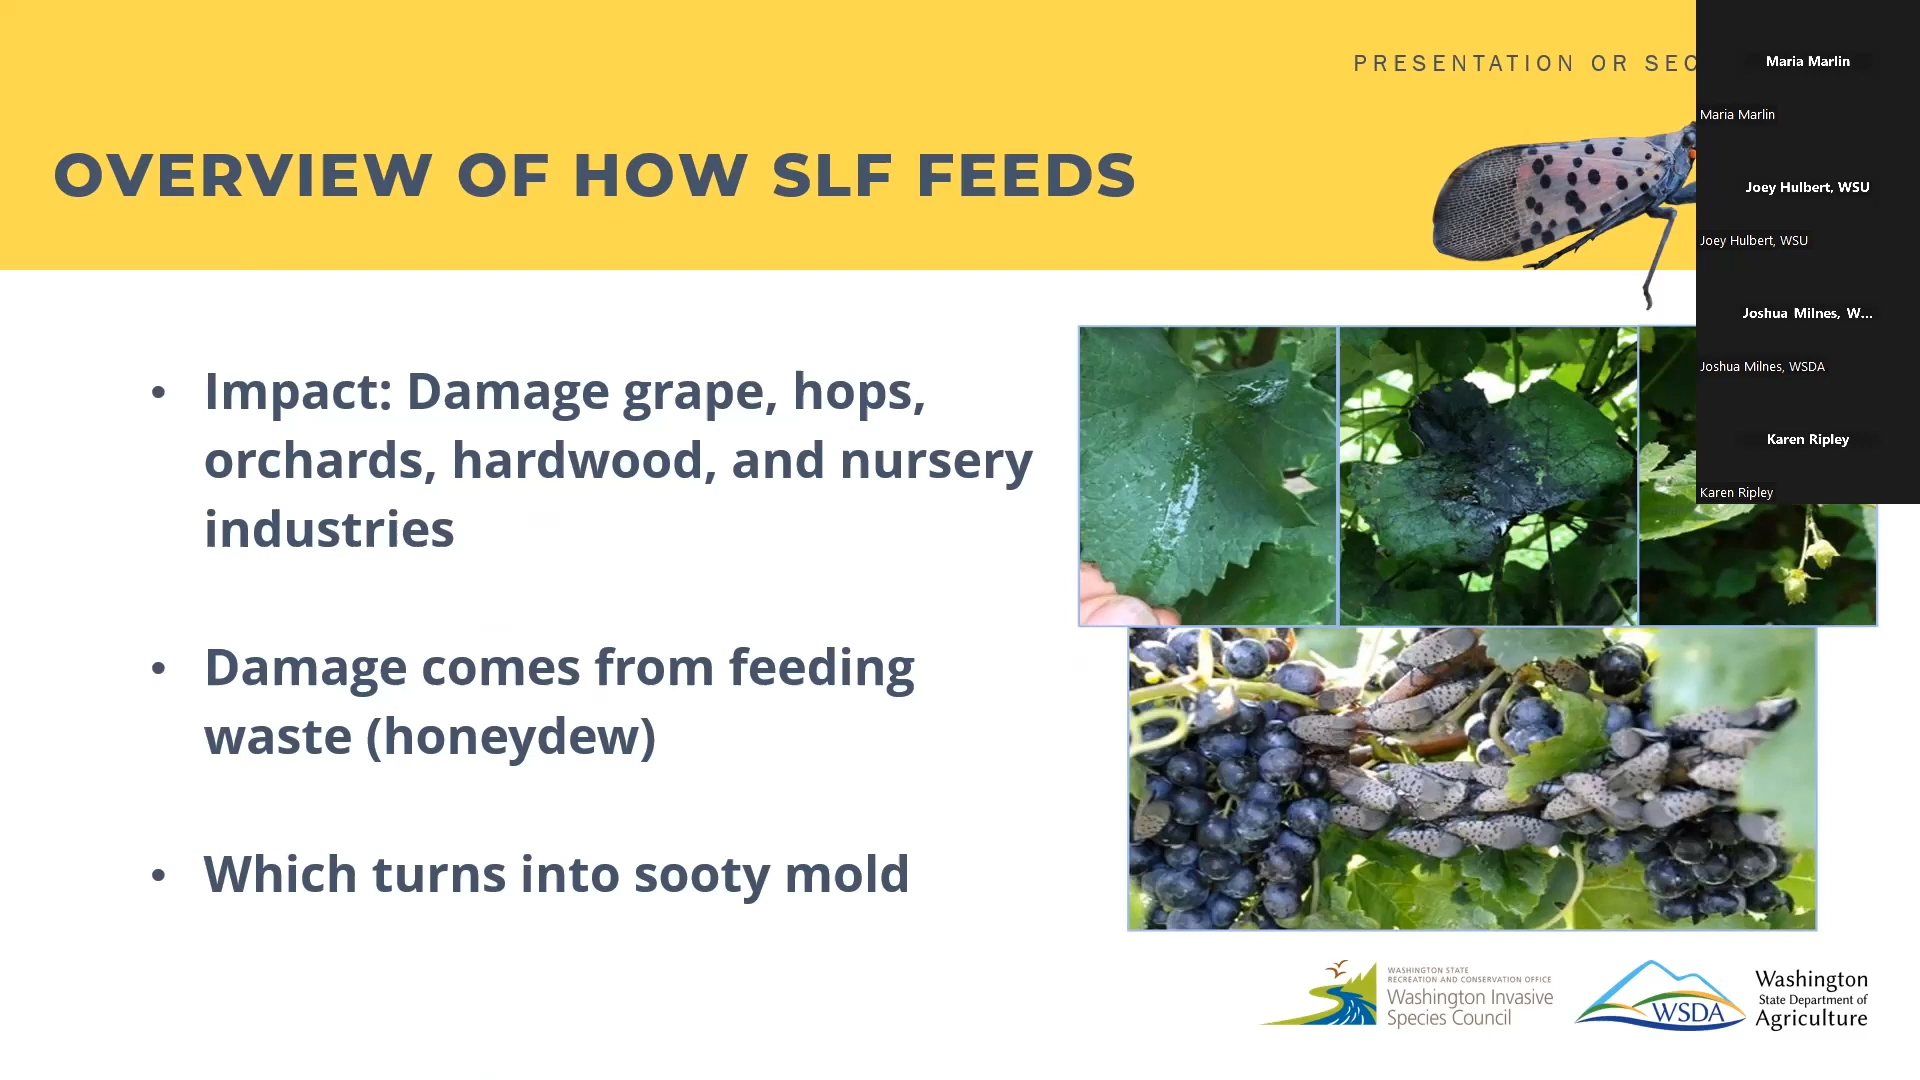 PRESENTATION OR SEC
OVERVIEW OF HOW SLF FEEDS
• Impact: Damage grape, hops,
orchards, hardwood, and nursery
industries
• Damage comes from feeding
waste (honeydew)
• Which turns into sooty mold
Maria Marlin
Maria Marlin
Joey Hulbert, WSU
Joey Hulbert, WSU
Joshua Milnes, W...
Joshua Milnes, WSDA
Karen Ripley
Karen Ripley
WASHINGTON STATE
RECREATION AND CONSERVATION OFFICE
Washington Invasive
Species Council
WSDA
Washington
State Department of
Agriculture